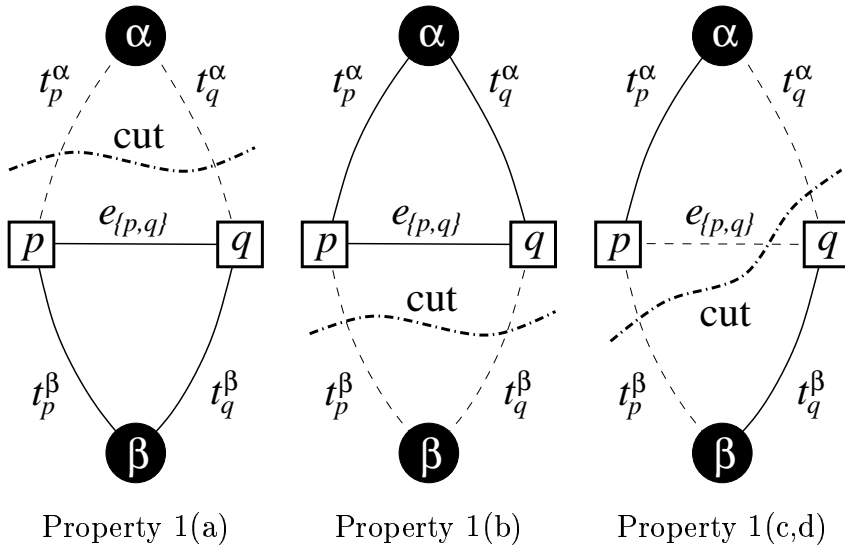 α α α
t_p^α t_q^α t_p^α t_q^α t_p^α t_q^α
cut
e_{p,q} e_{p,q} e_{p,q}
p q p q p q
cut cut
t_p^β t_q^β t_p^β t_q^β t_p^β t_q^β
β β β
Property 1(a) Property 1(b) Property 1(c,d)